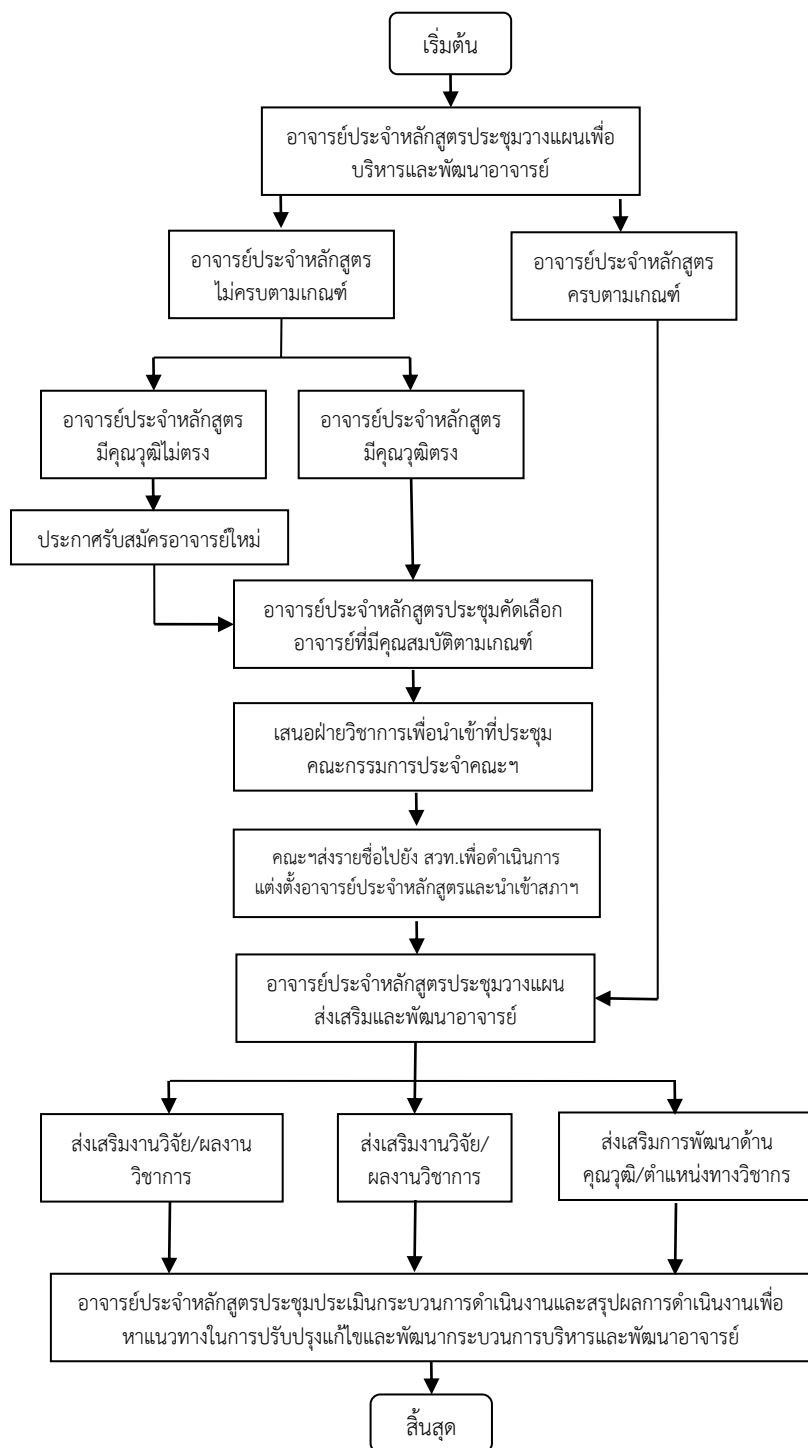 เริ่มต้น
อาจารย์ประจำหลักสูตรประชุมวางแผนเพื่อ
บริหารและพัฒนาอาจารย์
อาจารย์ประจำหลักสูตร
ไม่ครบตามเกณฑ์
อาจารย์ประจำหลักสูตร
ครบตามเกณฑ์
อาจารย์ประจำหลักสูตร
มีคุณวุฒิไม่ตรง
อาจารย์ประจำหลักสูตร
มีคุณวุฒิตรง
ประกาศรับสมัครอาจารย์ใหม่
อาจารย์ประจำหลักสูตรประชุมคัดเลือก
อาจารย์ที่มีคุณสมบัติตามเกณฑ์
เสนอฝ่ายวิชาการเพื่อนำเข้าที่ประชุม
คณะกรรมการประจำคณะฯ
คณะฯส่งรายชื่อไปยัง สวท.เพื่อดำเนินการ
แต่งตั้งอาจารย์ประจำหลักสูตรและนำเข้าสภาฯ
อาจารย์ประจำหลักสูตรประชุมวางแผน
ส่งเสริมและพัฒนาอาจารย์
ส่งเสริมงานวิจัย/ผลงาน
วิชาการ
ส่งเสริมงานวิจัย/
ผลงานวิชาการ
ส่งเสริมการพัฒนาด้าน
คุณวุฒิ/ตำแหน่งทางวิชากร
อาจารย์ประจำหลักสูตรประชุมประเมินกระบวนการดำเนินงานและสรุปผลการดำเนินงานเพื่อ
หาแนวทางในการปรับปรุงแก้ไขและพัฒนากระบวนการบริหารและพัฒนาอาจารย์
สิ้นสุด